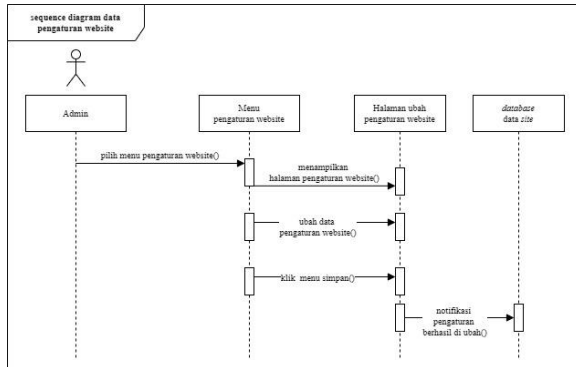 sequence diagram data
pengaturan website
Admin
Menu
pengaturan website
Halaman ubah
pengaturan website
database
data site
pilih menu pengaturan website()
menampilkan
halaman pengaturan website()
ubah data
pengaturan website()
klik menu simpan()
notifikasi
pengaturan
berhasil di ubah()